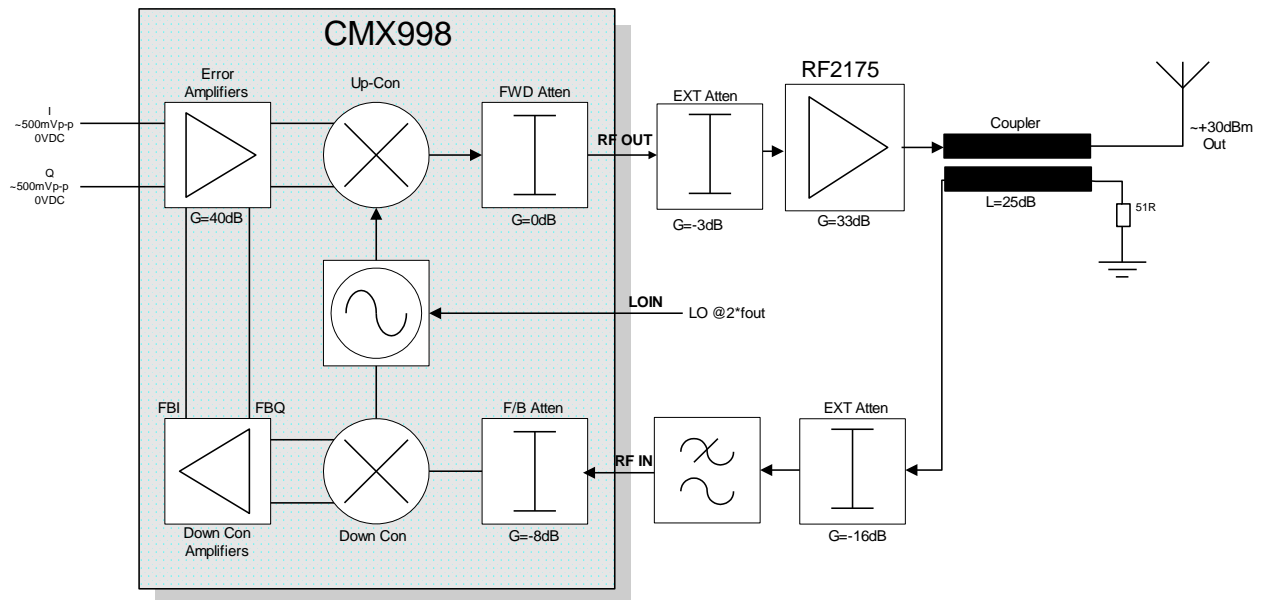 CMX998
Error
Amplifiers
Up-Con
FWD Atten
EXT Atten
RF2175
I
~500mVp-p
0VDC
Q
~500mVp-p
0VDC
RF OUT
Coupler
~+30dBm
Out
G=40dB
G=0dB
G=-3dB
G=33dB
L=25dB
51R
LOIN
LO @2*fout
FBI
FBQ
F/B Atten
EXT Atten
RF IN
Down Con
Amplifiers
Down Con
G=-8dB
G=-16dB